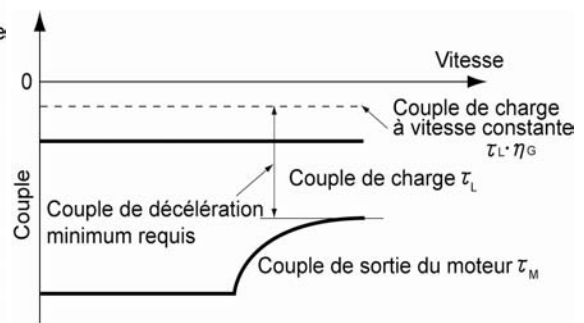 e
Vitesse
0
Couple de charge
à vitesse constante
τL·ηG
Couple de charge τL
Couple de décélération
minimum requis
Couple
Couple de sortie du moteur τM